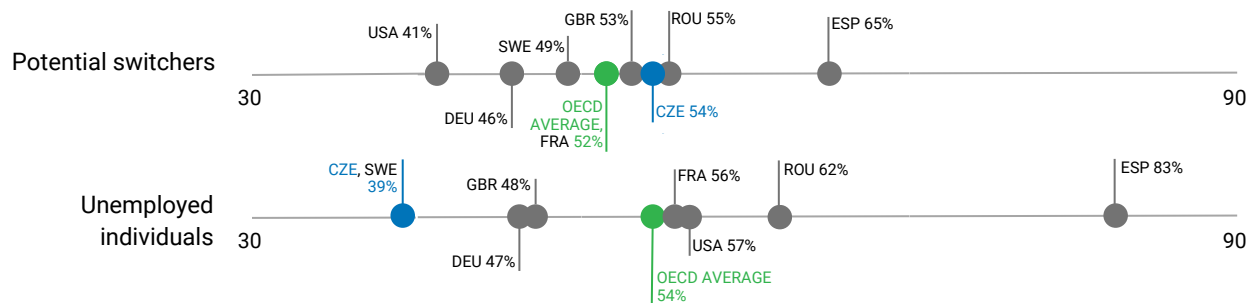 GBR 53%
ROU 55%
ESP 65%
USA 41%
SWE 49%
Potential switchers
30
90
DEU 46%
OECD
AVERAGE,
FRA 52%
CZE 54%
CZE, SWE
39%
GBR 48%
FRA 56%
ROU 62%
ESP 83%
Unemployed
individuals
30
90
DEU 47%
USA 57%
OECD AVERAGE
54%